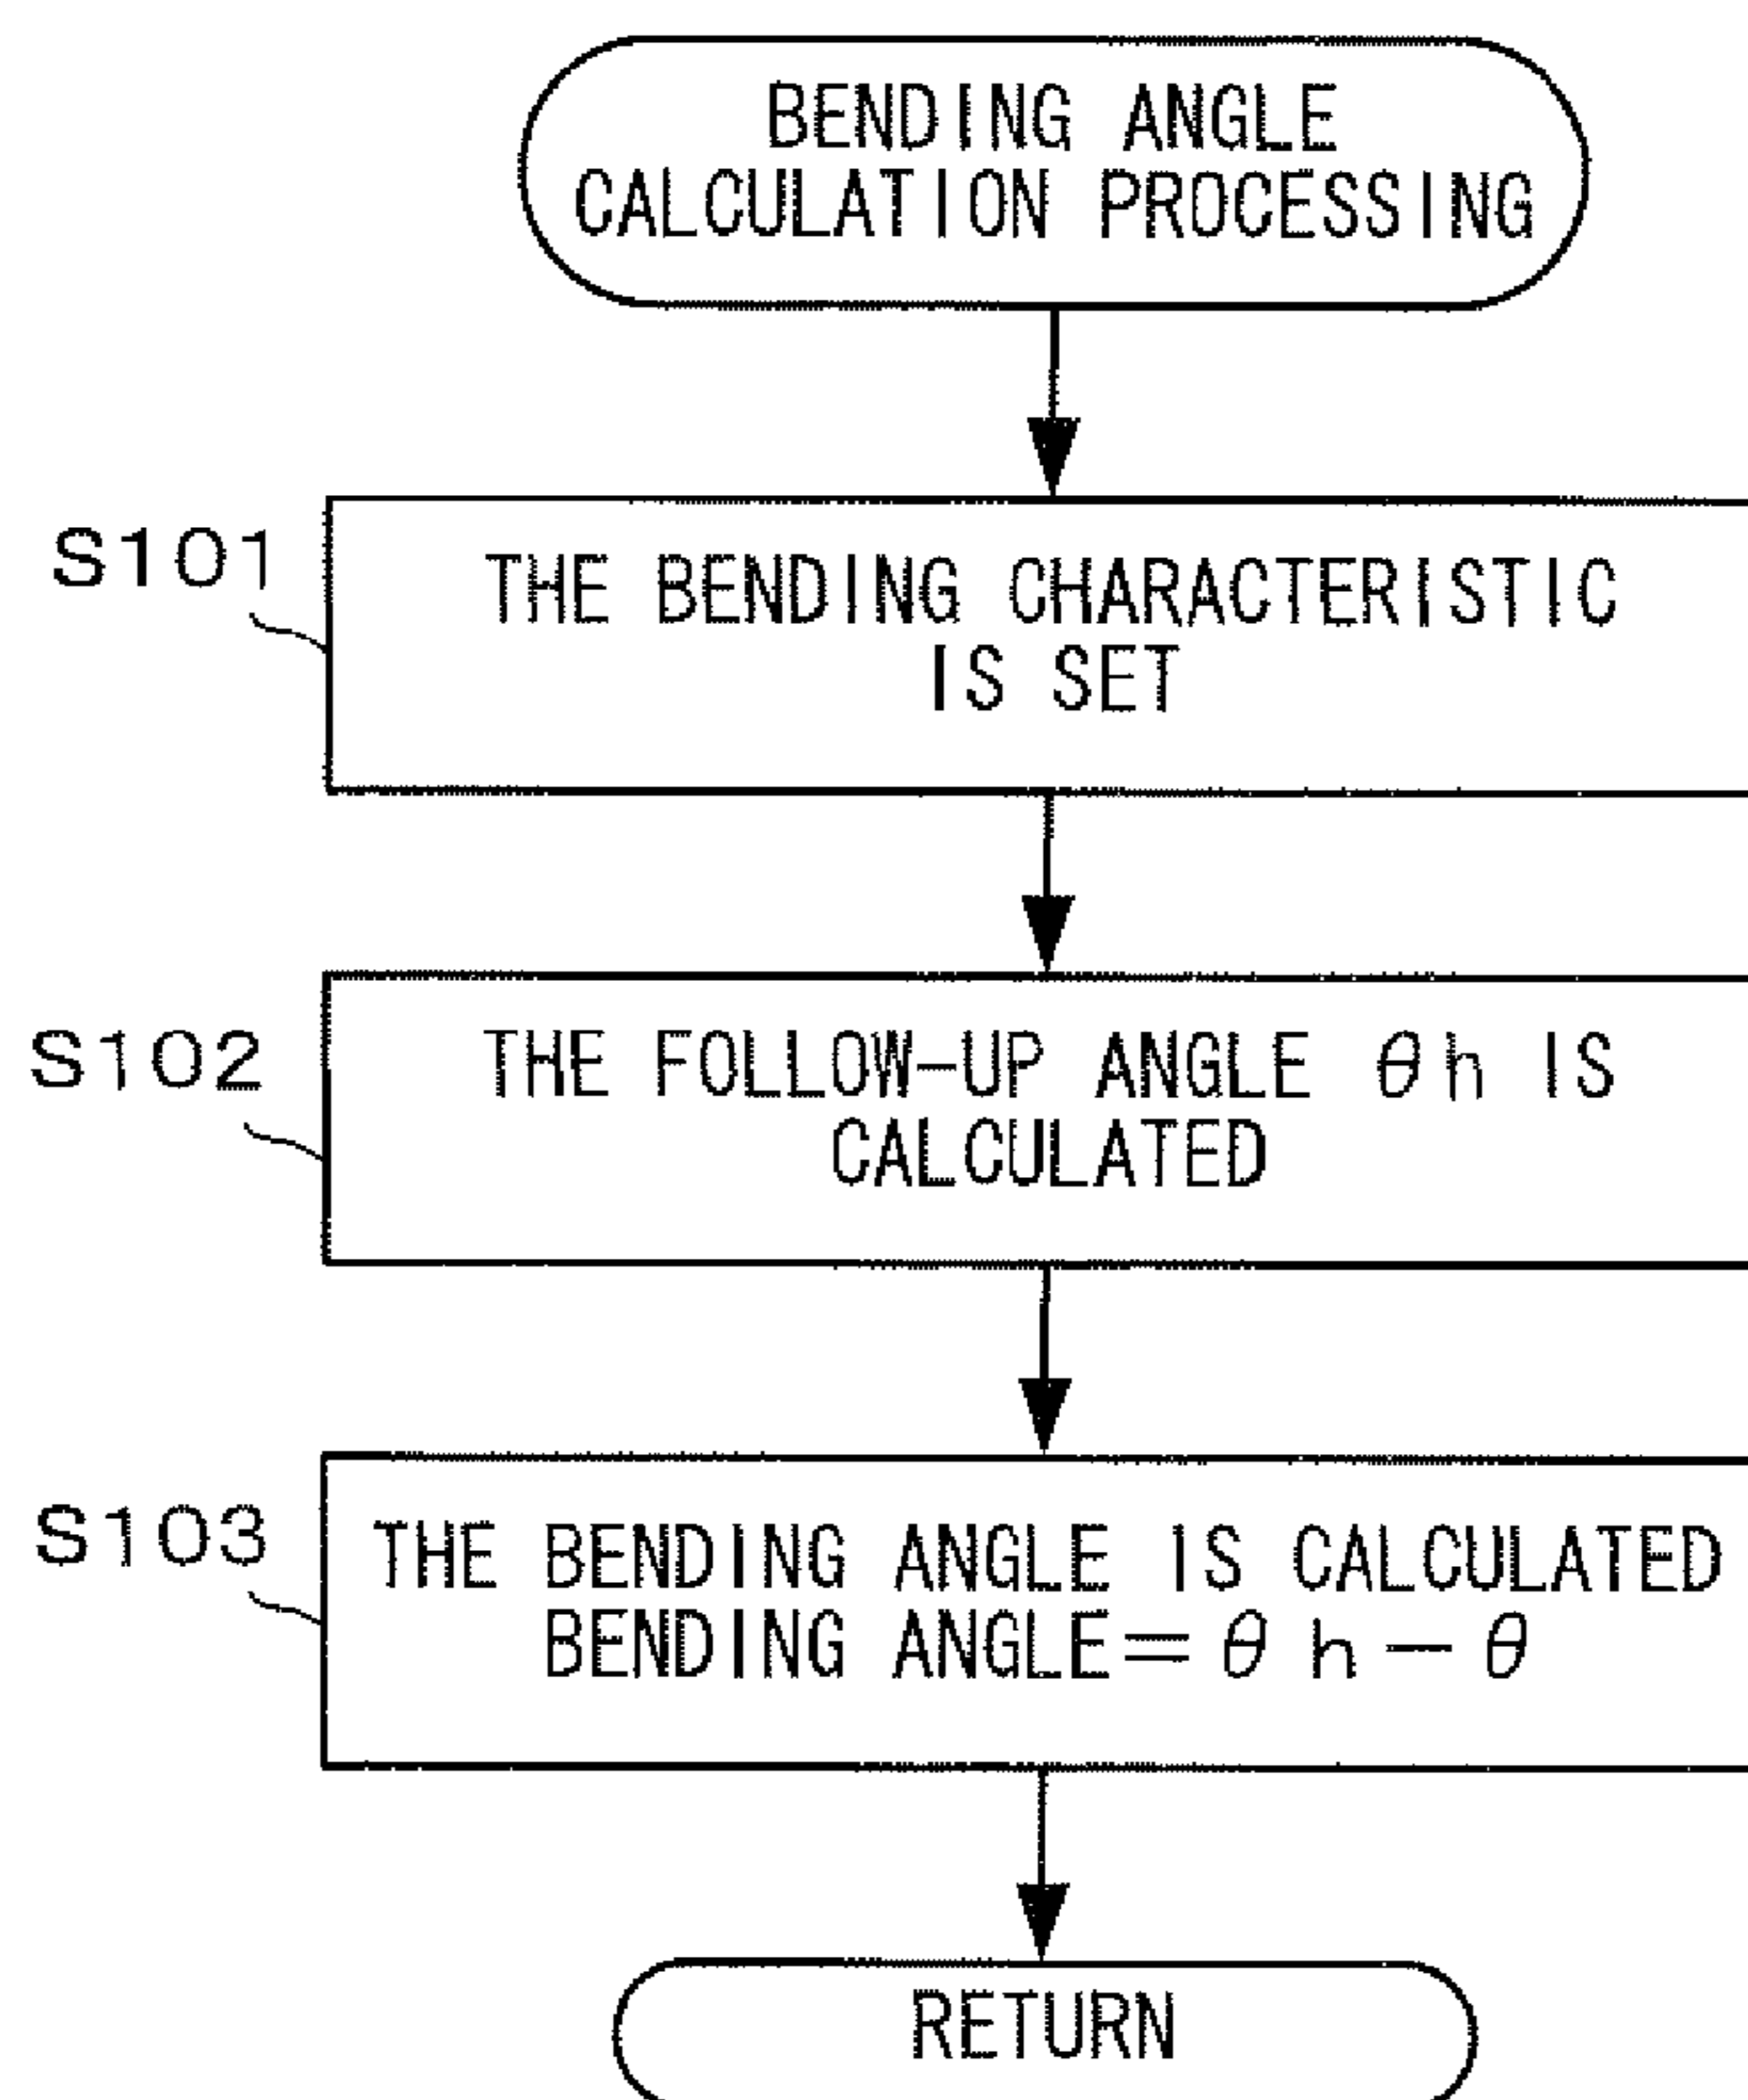 BENDING ANGLE
CALCULATION PROCESSING
S101
THE BENDING CHARACTERISTIC
IS SET
S102
THE FOLLOW-UP ANGLE θh IS
CALCULATED
S103
THE BENDING ANGLE IS CALCULATED
BENDING ANGLE=θh-θ
RETURN